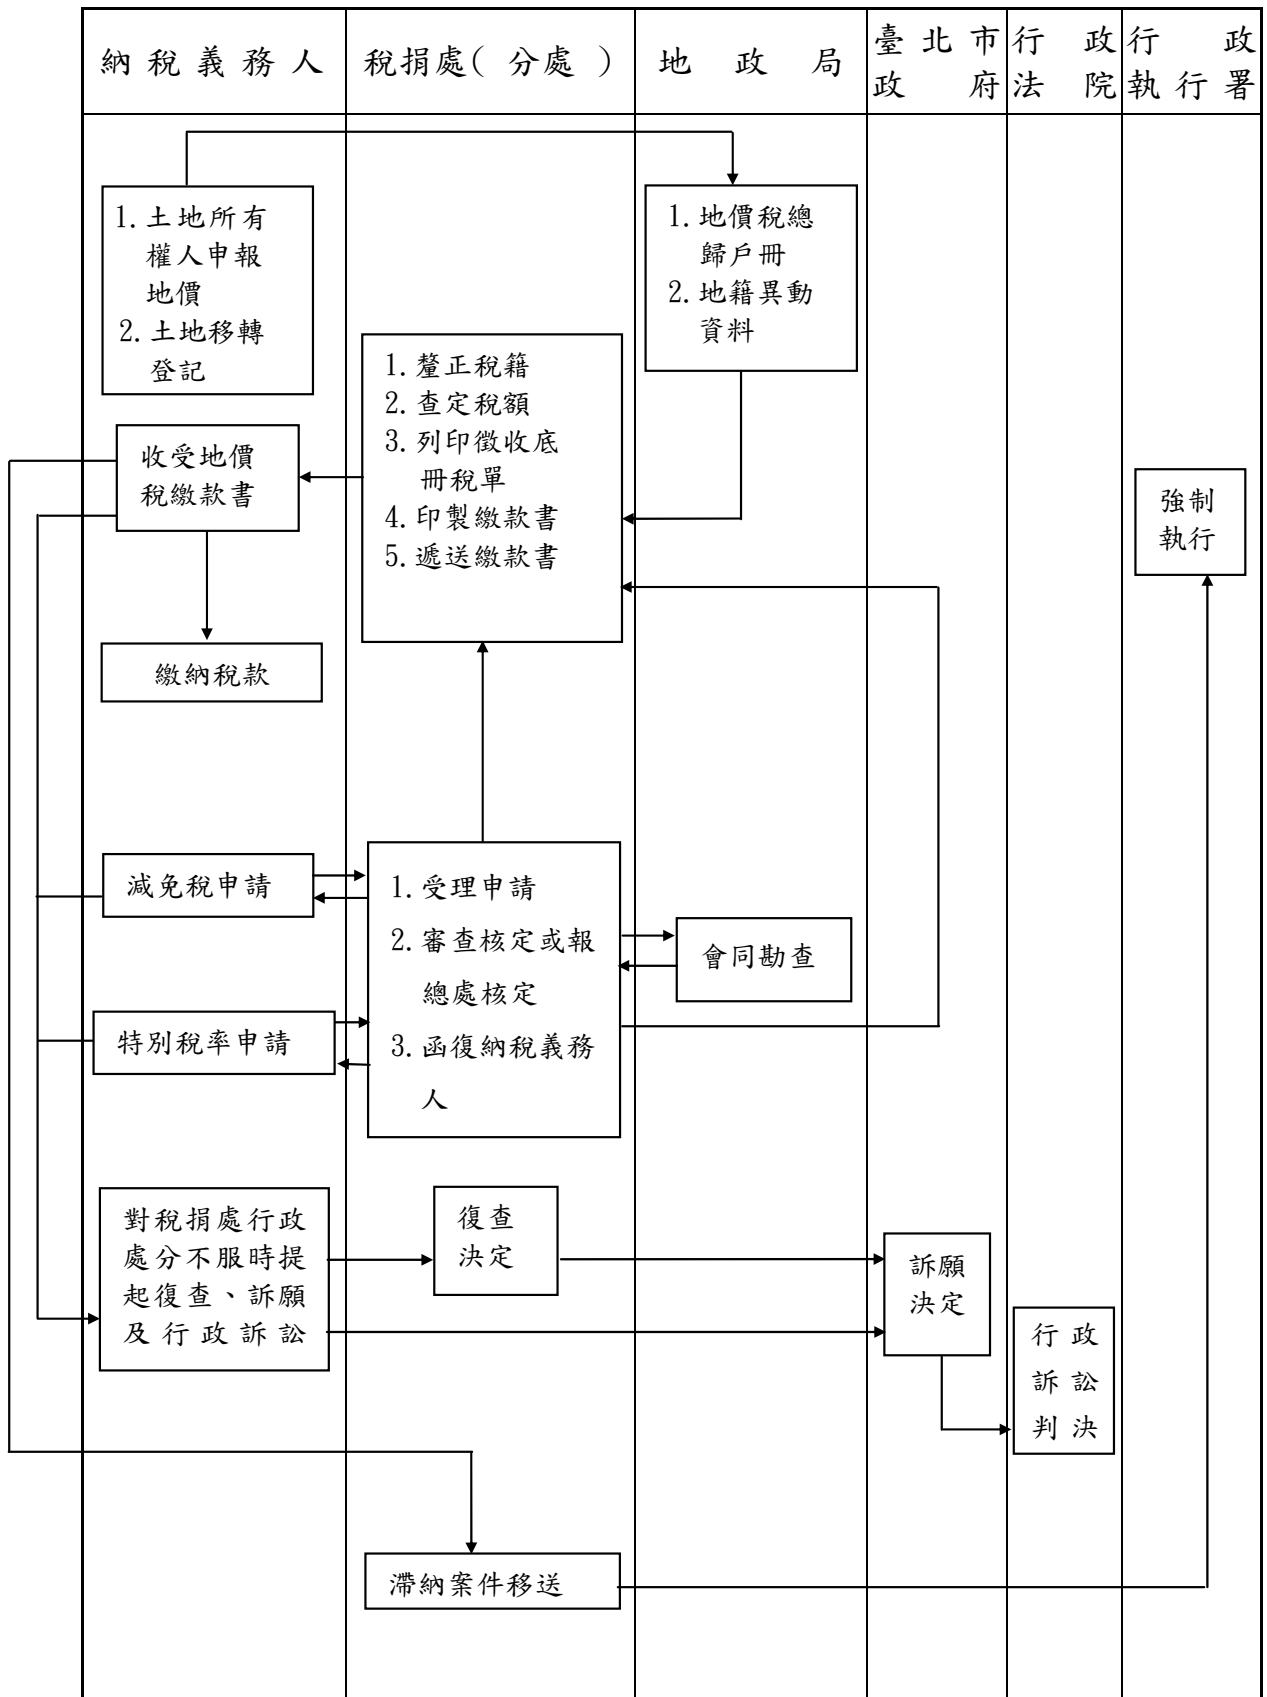 納稅義務人
稅捐處(分處)
地政局
臺北市
政府
行政
法院
行政
執行署
1.土地所有
權人申報
地價
2.土地移轉
登記
1.地價稅總
歸戶冊
2.地籍異動
資料
1.釐正稅籍
2.查定稅額
3.列印徵收底
冊稅單
4.印製繳款書
5.遞送繳款書
收受地價
稅繳款書
強制
執行
繳納稅款
減免稅申請
1.受理申請
2.審查核定或報
總處核定
3.函復納稅義務
人
會同勘查
特別稅率申請
對稅捐處行政
處分不服時提
起復查、訴願
及行政訴訟
復查
決定
訴願
決定
行政
訴訟
判決
滯納案件移送